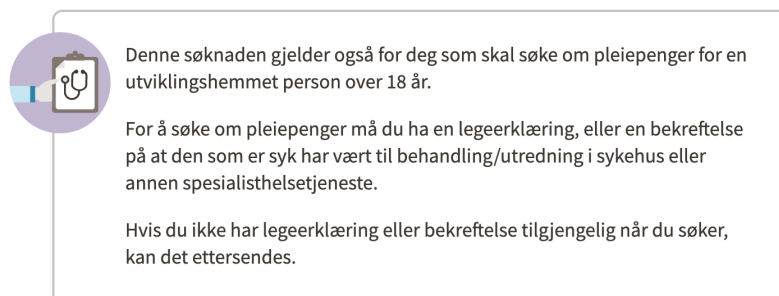 Denne søknaden gjelder også for deg som skal søke om pleiepenger for en
utviklingshemmet person over 18 år.
For å søke om pleiepenger må du ha en legeerklæring, eller en bekreftelse
på at den som er syk har vært til behandling/utredning i sykehus eller
annen spesialisthelsetjeneste.
Hvis du ikke har legeerklæring eller bekreftelse tilgjengelig når du søker,
kan det ettersendes.